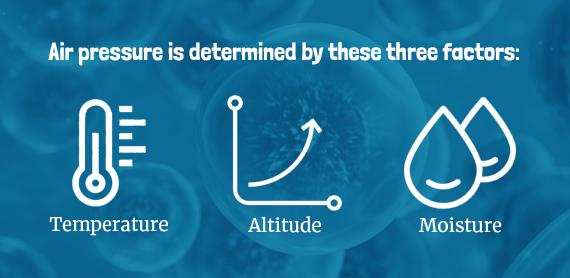 Air pressure is determined by these three factors:
Temperature
Altitude
Moisture